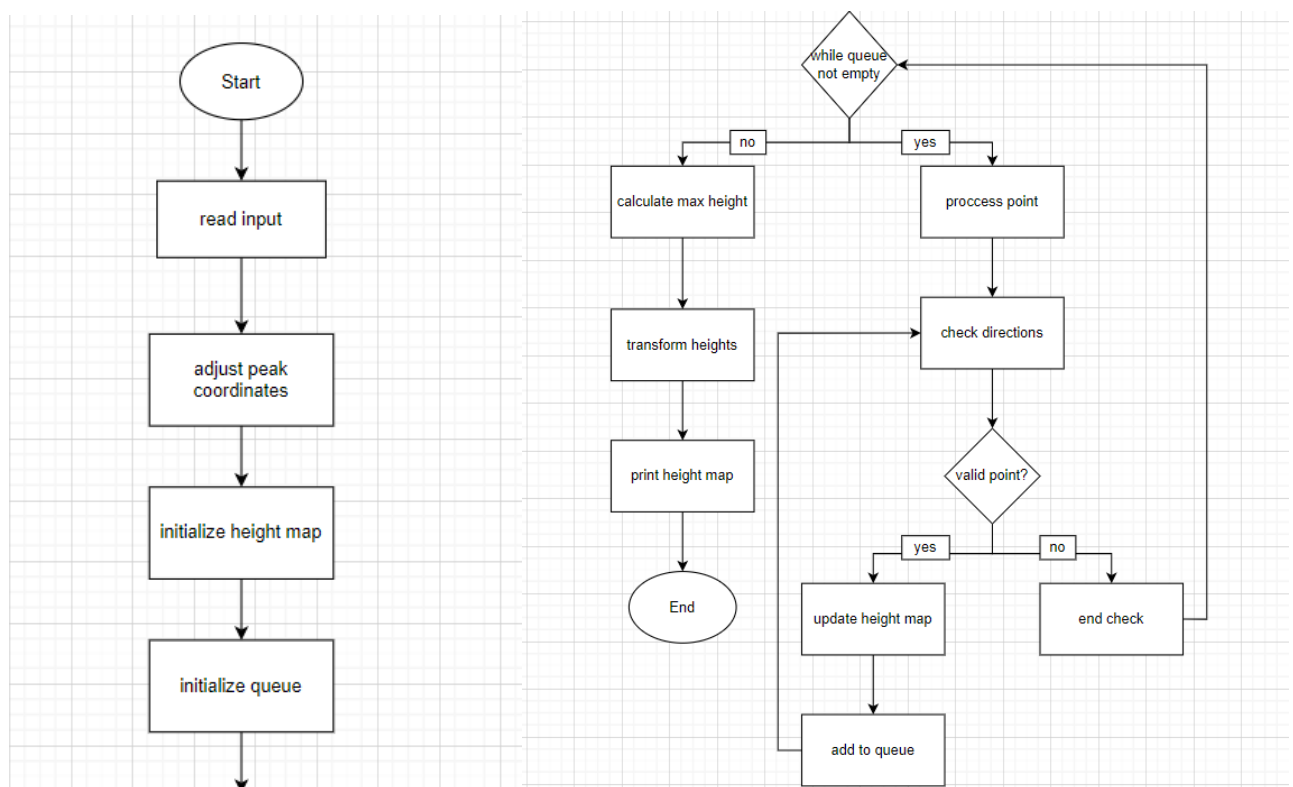 Start
read input
adjust peak
coordinates
initialize height map
initialize queue
while queue
not empty
no
yes
calculate max height
proccess point
transform heights
check directions
print height map
valid point?
yes
no
End
update height map
end check
add to queue